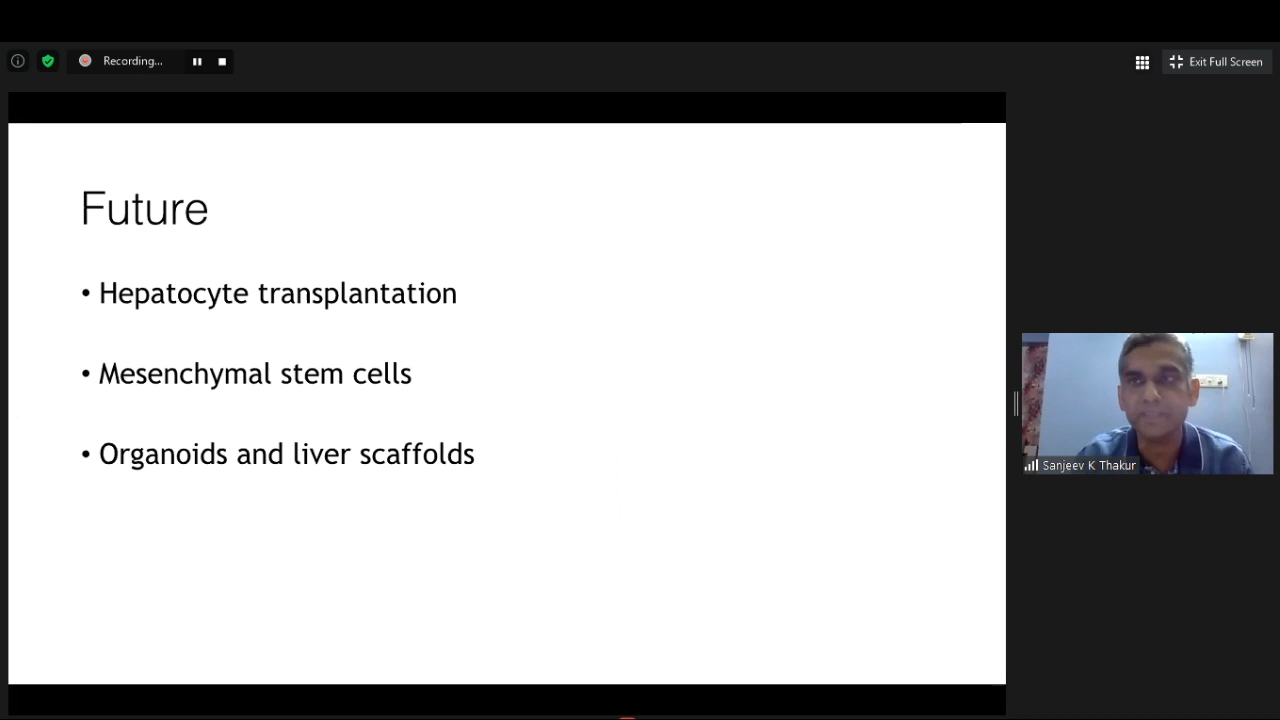 Recording...
Exit Full Screen
Future
• Hepatocyte transplantation
• Mesenchymal stem cells
• Organoids and liver scaffolds
Sanjeev K Thakur